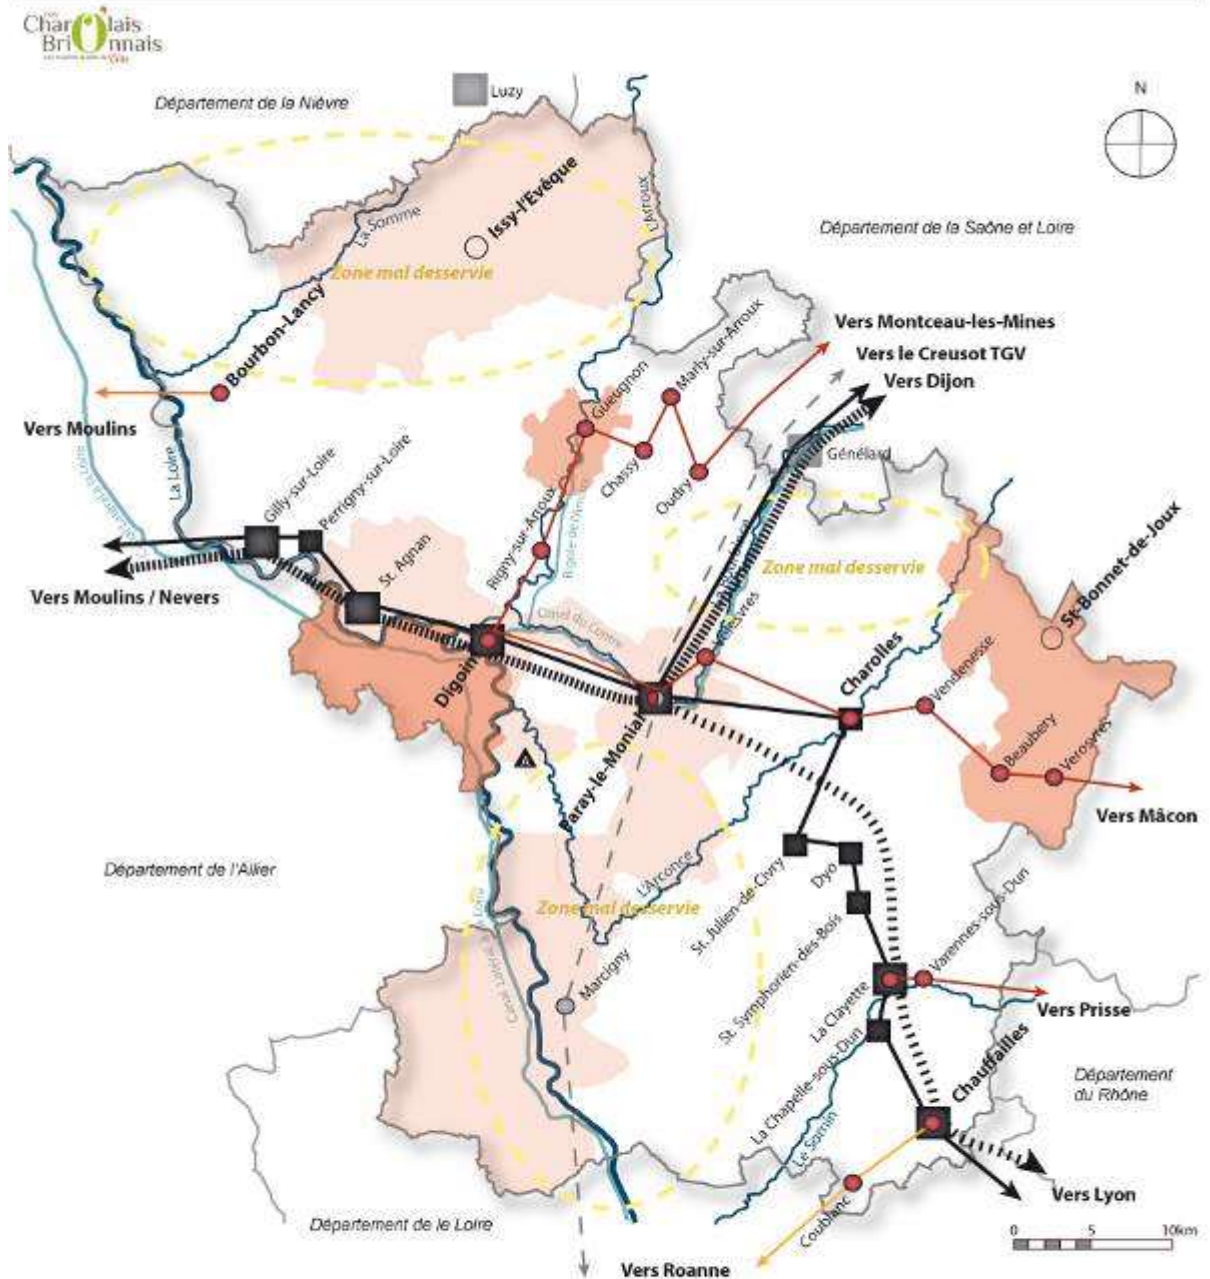 Charolais
Brionnais
Département de la Nièvre
Luzy
N
Issy-l'Evêque
L'Arroux
La Somme
Département de la Saône et Loire
Zone mal desservie
Bourbon-Lancy
Marly-sur-Arroux
Vers Montceau-les-Mines
Vers le Creusot TGV
Vers Dijon
Gueugnon
Vers Moulins
La Loire
Gilly-sur-Loire
Perrigny-sur-Loire
Chassy
Oudry
Génélard
St. Agnan
Rigny-sur-Arroux
Zone mal desservie
St. Bonnet-de-Joux
Vers Moulins / Nevers
Canal du Centre
Volesvres
Charolles
Vendenesse
Digoin
Paray-le-Monial
Beaubery
Verosvres
Vers Mâcon
Département de l'Allier
L'Arconce
St. Julien-de-Civry
Dyo
Zone mal desservie
St. Symphorien-des-Bois
Varennes-sous-Dun
Marcigny
La Clayette
Vers Prisse
La Chapelle-sous-Dun
Chauffailles
Département
du Rhône
Le Sornin
Vers Lyon
Coublanc
Département de le Loire
0 5 10km
Vers Roanne